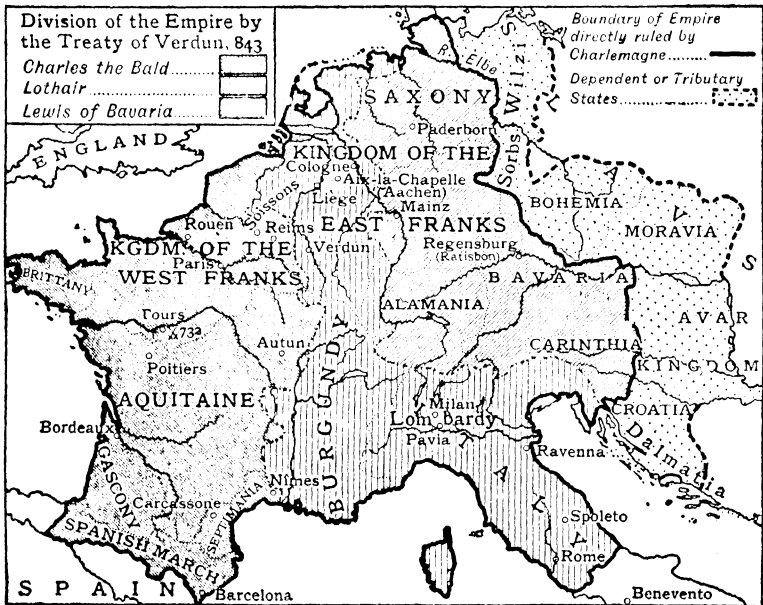 Division of the Empire by
the Treaty of Verdun, 843
Charles the Bald
Lothair
Lewis of Bavaria
Boundary of Empire
directly ruled by
Charlemagne
Dependent or Tributary
States
ENGLAND
R. Elbe
Wilzi
Sorbs
SLAVS
SAXONY
Paderborn
KINGDOM OF THE
EAST FRANKS
Cologne
Aix-la-Chapelle
(Aachen)
Liege
Mainz
Soissons
Rouen
Reims
Verdun
KGDM. OF THE
WEST FRANKS
Paris
BRITTANY
Regensburg
(Ratisbon)
BOHEMIA
MORAVIA
BAVARIA
ALAMANIA
AVAR
KINGDOM
CARINTHIA
CROATIA
Dalmatia
Tours
732
Poitiers
Autun
AQUITAINE
BURGUNDY
Milan
Lombardy
Pavia
ITALY
Ravenna
Bordeaux
GASCONY
Nimes
Carcassone
SEPTIMANIA
SPANISH MARCH
Spoleto
Rome
SPAIN
Barcelona
Benevento